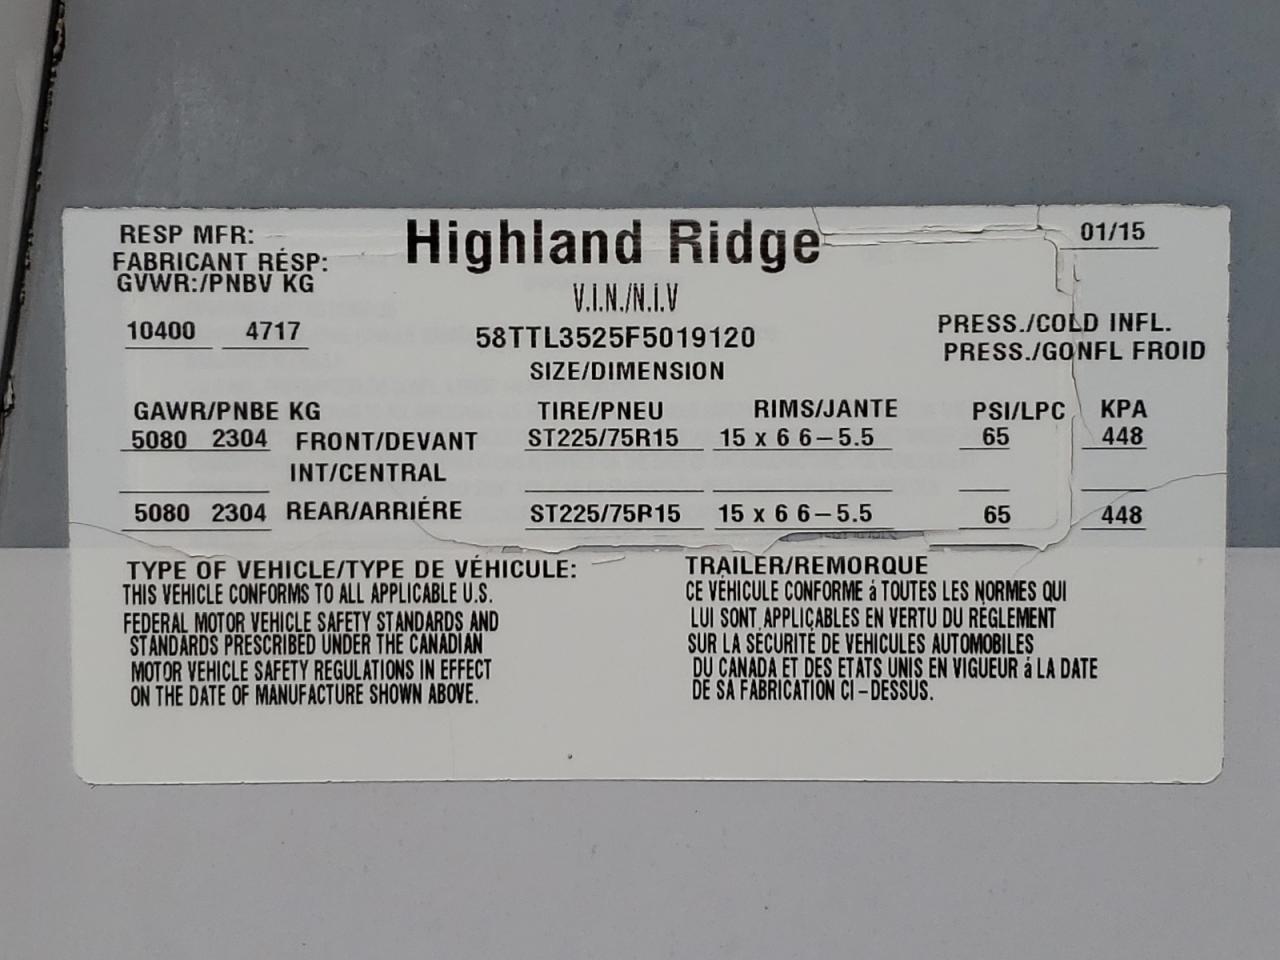 RESP MFR: Highland Ridge 01/15
FABRICANT RÉSP:
GVWR:/PNBV KG
V.I.N./N.I.V
10400 4717 58TTL3525F5019120 PRESS./COLD INFL.
PRESS./GONFL FROID
SIZE/DIMENSION
GAWR/PNBE KG TIRE/PNEU RIMS/JANTE PSI/LPC KPA
5080 2304 FRONT/DEVANT ST225/75R15 15 x 6 6-5.5 65 448
INT/CENTRAL
5080 2304 REAR/ARRIÉRE ST225/75R15 15 x 6 6-5.5 65 448
TYPE OF VEHICLE/TYPE DE VÉHICULE: TRAILER/REMORQUE
THIS VEHICLE CONFORMS TO ALL APPLICABLE U.S.
FEDERAL MOTOR VEHICLE SAFETY STANDARDS AND
STANDARDS PRESCRIBED UNDER THE CANADIAN
MOTOR VEHICLE SAFETY REGULATIONS IN EFFECT
ON THE DATE OF MANUFACTURE SHOWN ABOVE.
CE VÉHICULE CONFORME á TOUTES LES NORMES QUI
LUI SONT APPLICABLES EN VERTU DU RÈGLEMENT
SUR LA SÉCURITÉ DE VEHICULES AUTOMOBILES
DU CANADA ET DES ETATS UNIS EN VIGUEUR á LA DATE
DE SA FABRICATION CI-DESSUS.